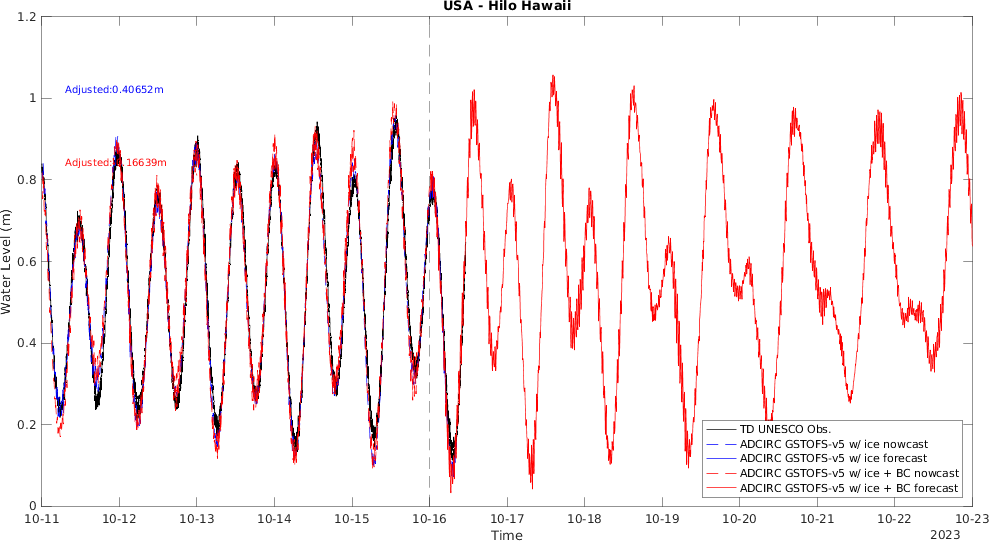 USA - Hilo Hawaii
1.2
1
0.8
0.6
0.4
0.2
0
Water Level (m)
Adjusted:0.40652m
Adjusted:
16639m
TD UNESCO Obs.
ADCIRC GSTOFS-v5 w/ ice nowcast
ADCIRC GSTOFS-v5 w/ ice forecast
ADCIRC GSTOFS-v5 w/ ice + BC nowcast
ADCIRC GSTOFS-v5 w/ ice + BC forecast
10-11 10-12 10-13 10-14 10-15 10-16 10-17 10-18 10-19 10-20 10-21 10-22 10-23
Time
2023